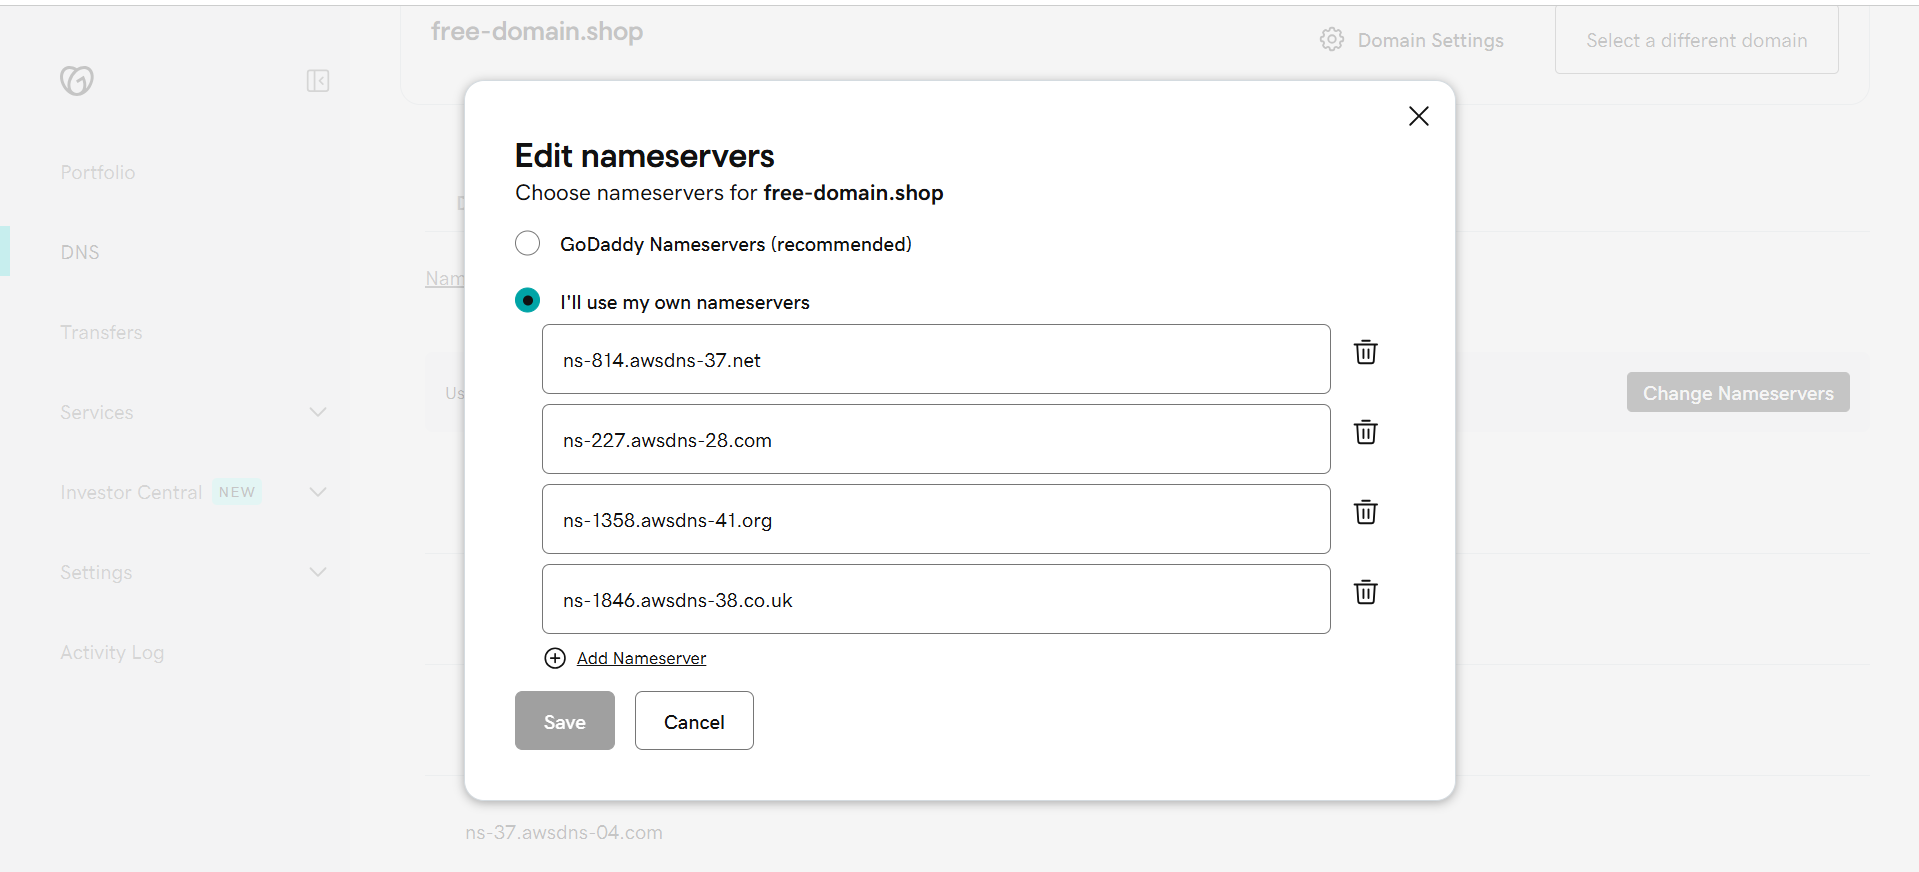 free-domain.shop
Domain Settings
Select a different domain
Portfolio
DNS
Transfers
Services
Investor Central NEW
Settings
Activity Log
Edit nameservers
Choose nameservers for free-domain.shop
GoDaddy Nameservers (recommended)
I'll use my own nameservers
ns-814.awsdns-37.net
ns-227.awsdns-28.com
ns-1358.awsdns-41.org
ns-1846.awsdns-38.co.uk
Add Nameserver
Save
Cancel
Change Nameservers
ns-37.awsdns-04.com